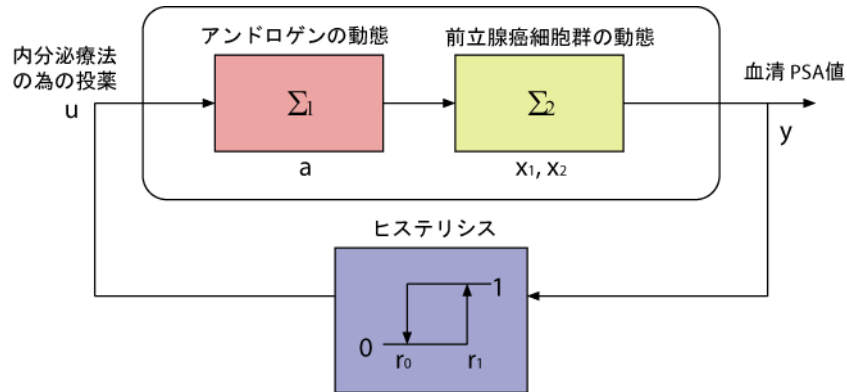 アンドロゲンの動態
前立腺癌細胞群の動態
内分泌療法
の為の投薬
u
Σ1
Σ2
血清 PSA値
y
a
x1, x2
ヒステリシス
1
0
r0
r1